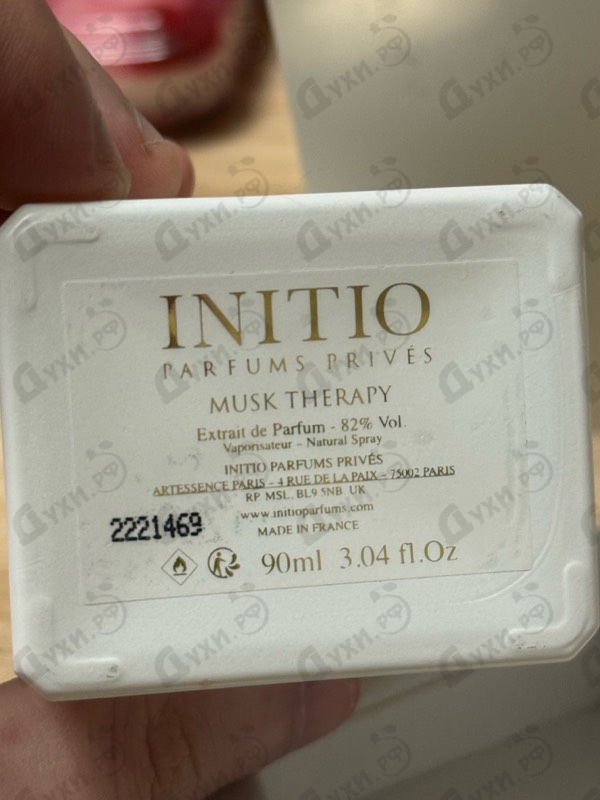 INITIO
PARFUMS PRIVÉS
MUSK THERAPY
Extrait de Parfum - 82% Vol.
Vaporisateur - Natural Spray
INITIO PARFUMS PRIVÉS
ARTESSENCE PARIS - 4 RUE DE LA PAIX - 75002 PARIS
RP MSL. BL9 5NB UK
www.initioparfums.com
MADE IN FRANCE
2221469
90ml 3.04 fl.Oz
Духи.рф